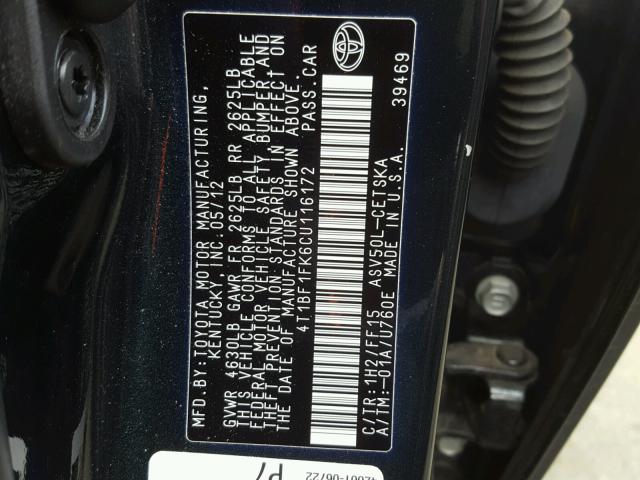 MFD. BY: TOYOTA MOTOR MANUFACTURING,
KENTUCKY, INC. 05/12
GVWR 4630LB GAWR FR 2625LB RR 2625LB
THIS VEHICLE CONFORMS TO ALL APPLICABLE
FEDERAL MOTOR VEHICLE SAFETY BUMPER AND
THEFT PREVENTION STANDARDS IN EFFECT ON
THE DATE OF MANUFACTURE SHOWN ABOVE.
4T1BF1FK6CU116172 PASS. CAR
C/TR: 1H2/FF15 ASV50L-CETSKA
A/TM: -01A/U760E MADE IN U.S.A.
39469
42661-06722